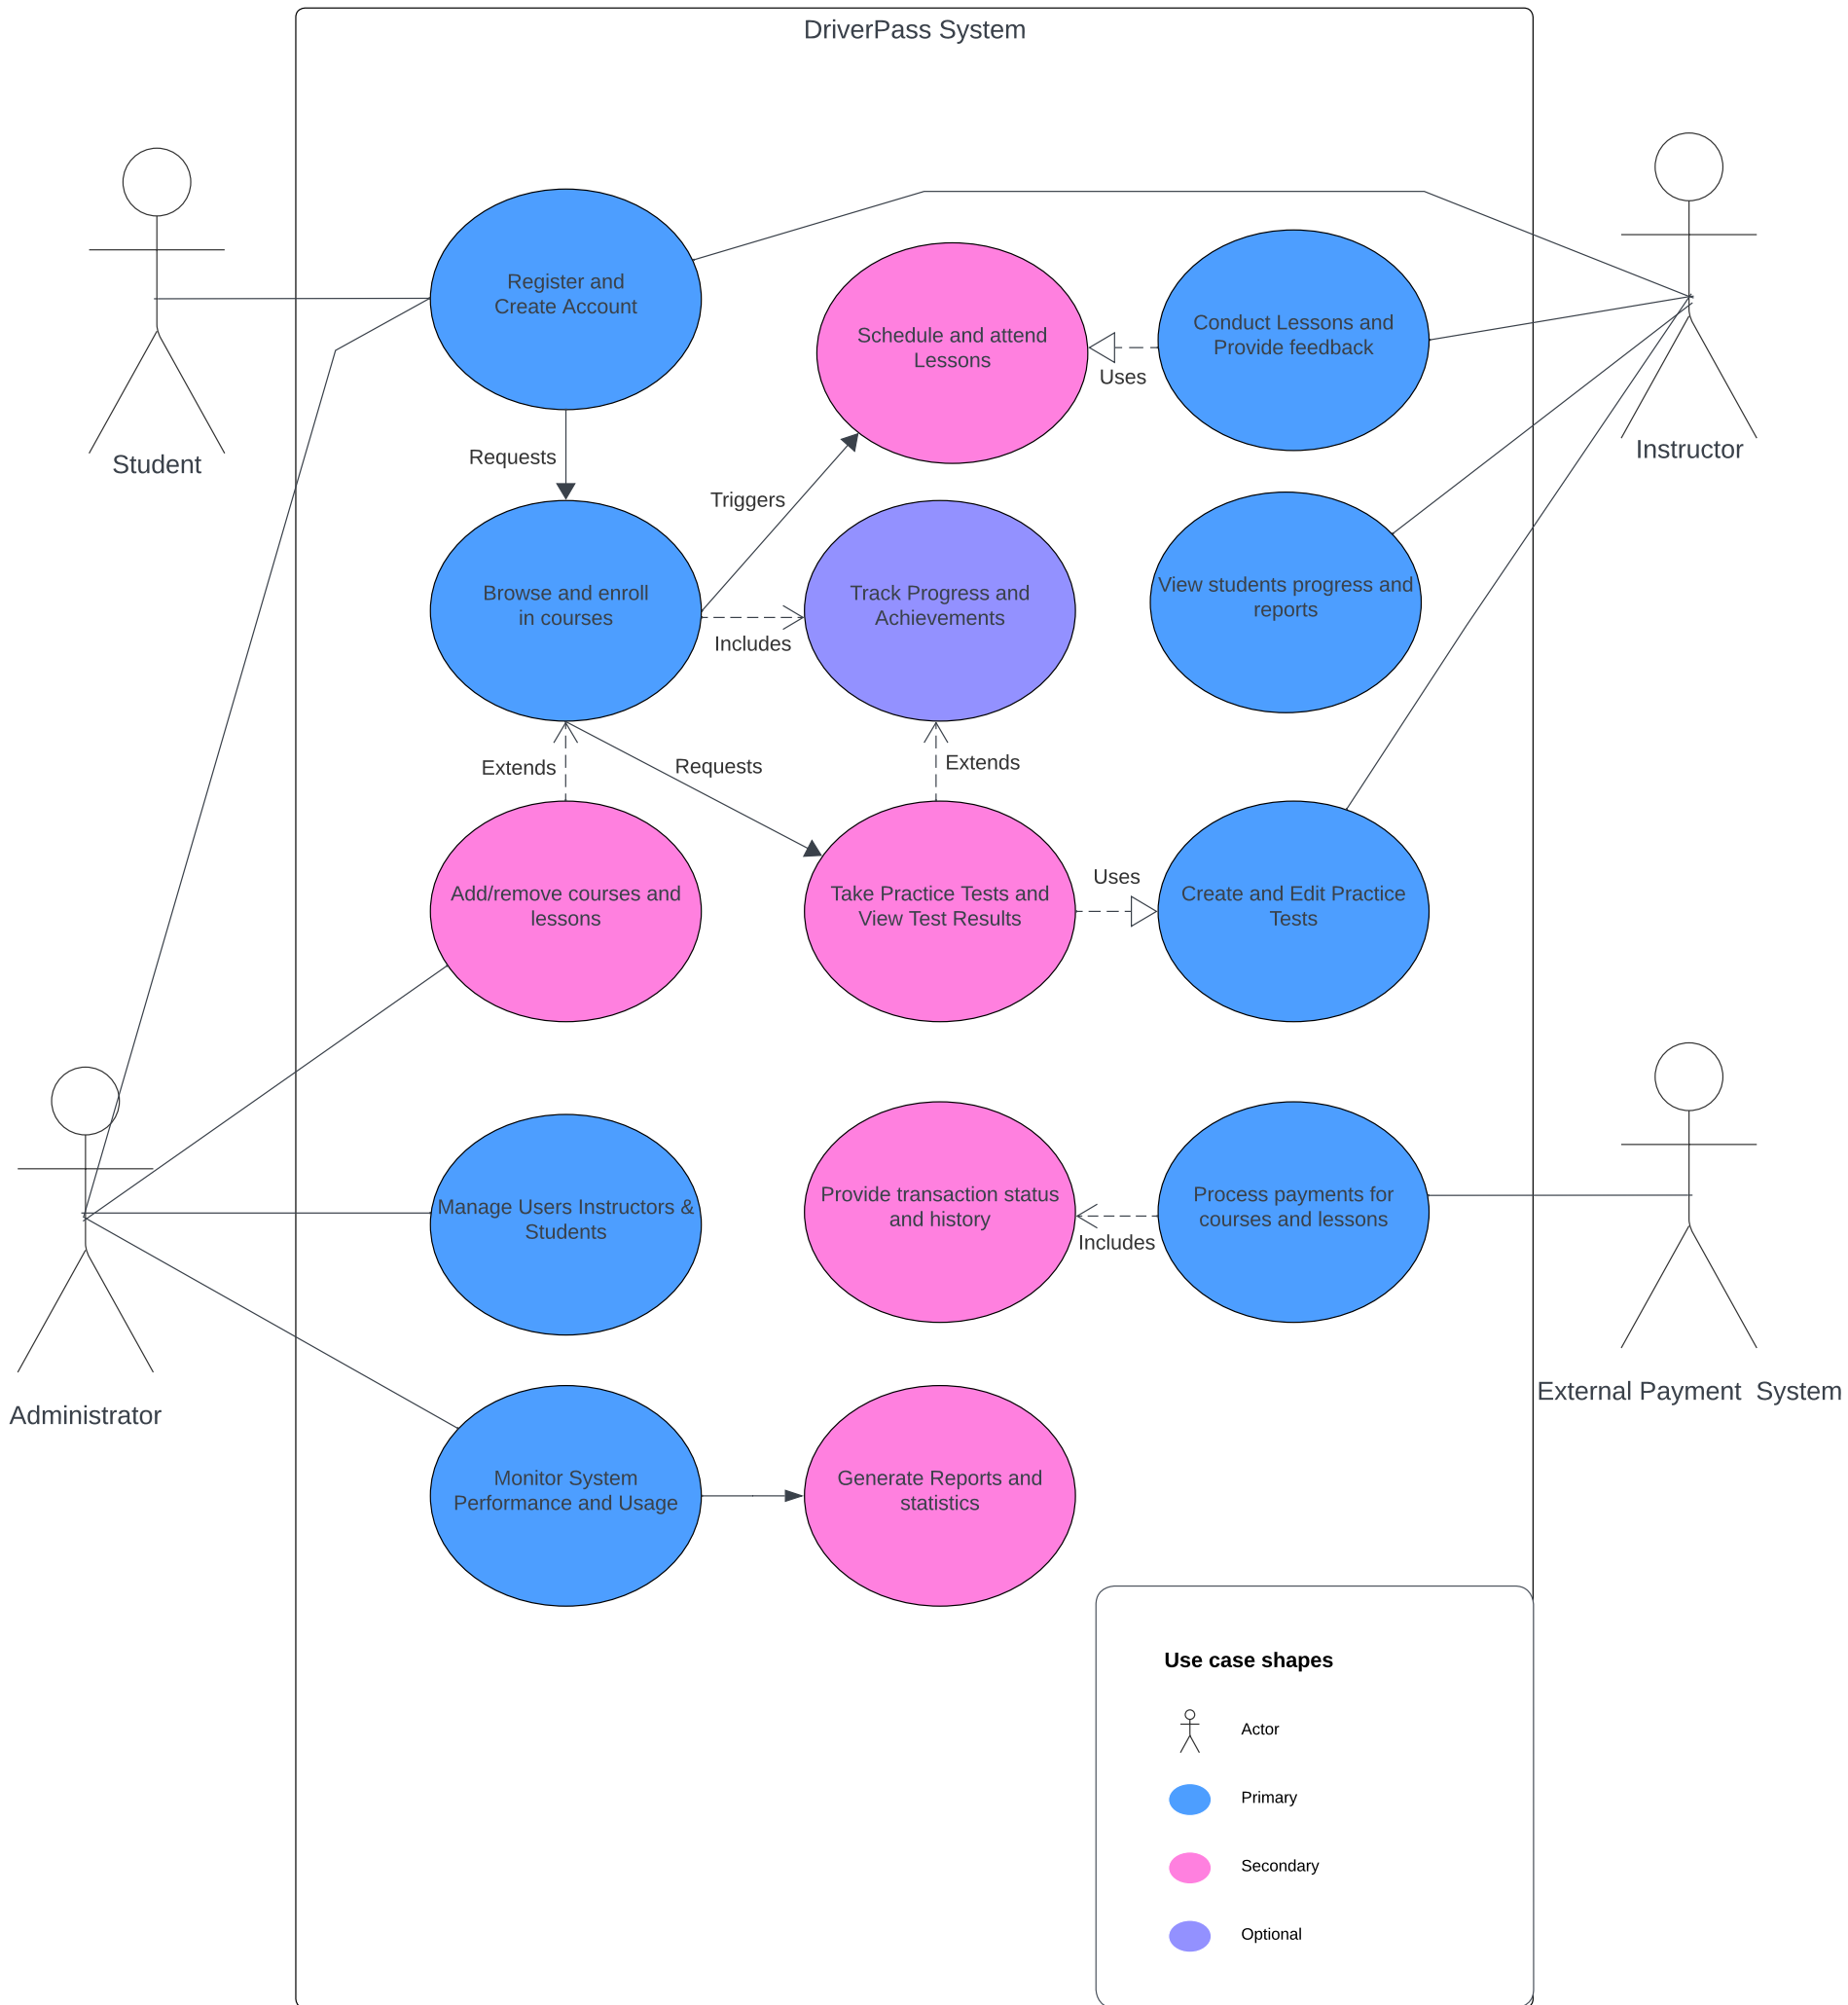 DriverPass System
Register and
Create Account
Schedule and attend
Lessons
Conduct Lessons and
Provide feedback
Uses
Student
Instructor
Requests
Triggers
Browse and enroll
in courses
Track Progress and
Achievements
View students progress and
reports
Includes
Extends
Requests
Extends
Add/remove courses and
lessons
Take Practice Tests and
View Test Results
Uses
Create and Edit Practice
Tests
Manage Users Instructors &
Students
Provide transaction status
and history
Process payments for
courses and lessons
Includes
Administrator
External Payment  System
Monitor System
Performance and Usage
Generate Reports and
statistics
Use case shapes
Actor
Primary
Secondary
Optional